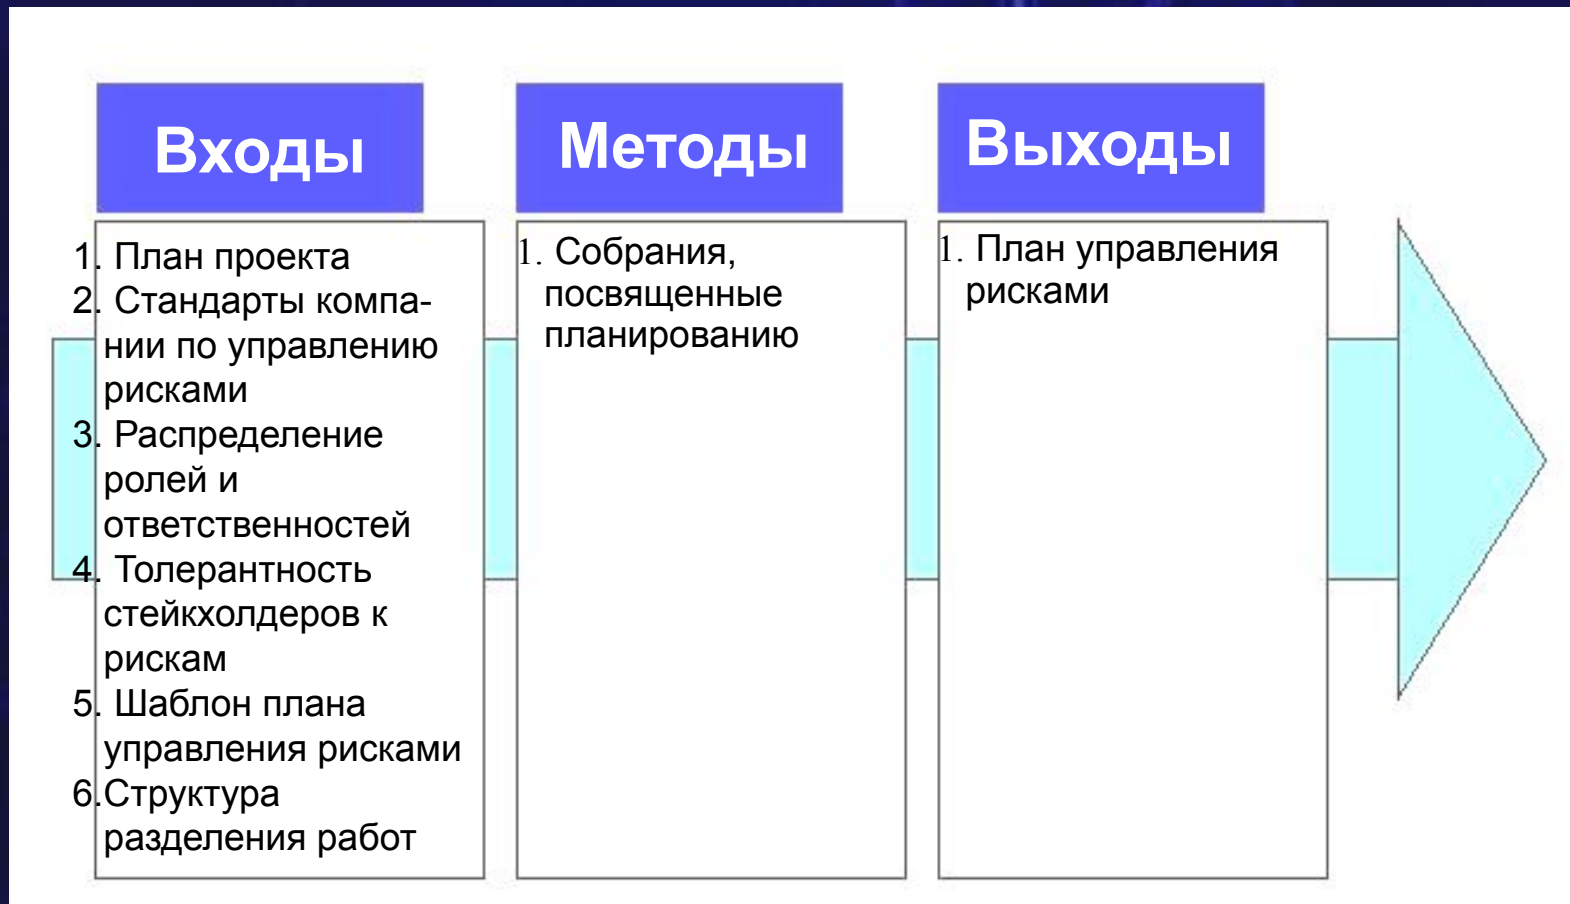 Входы
1. План проекта
2. Стандарты компа-
нии по управлению
рисками
3. Распределение
ролей и
ответственностей
4. Толерантность
стейкхолдеров к
рискам
5. Шаблон плана
управления рисками
6.Структура
разделения работ
Методы
1. Собрания,
посвященные
планированию
Выходы
1. План управления
рисками